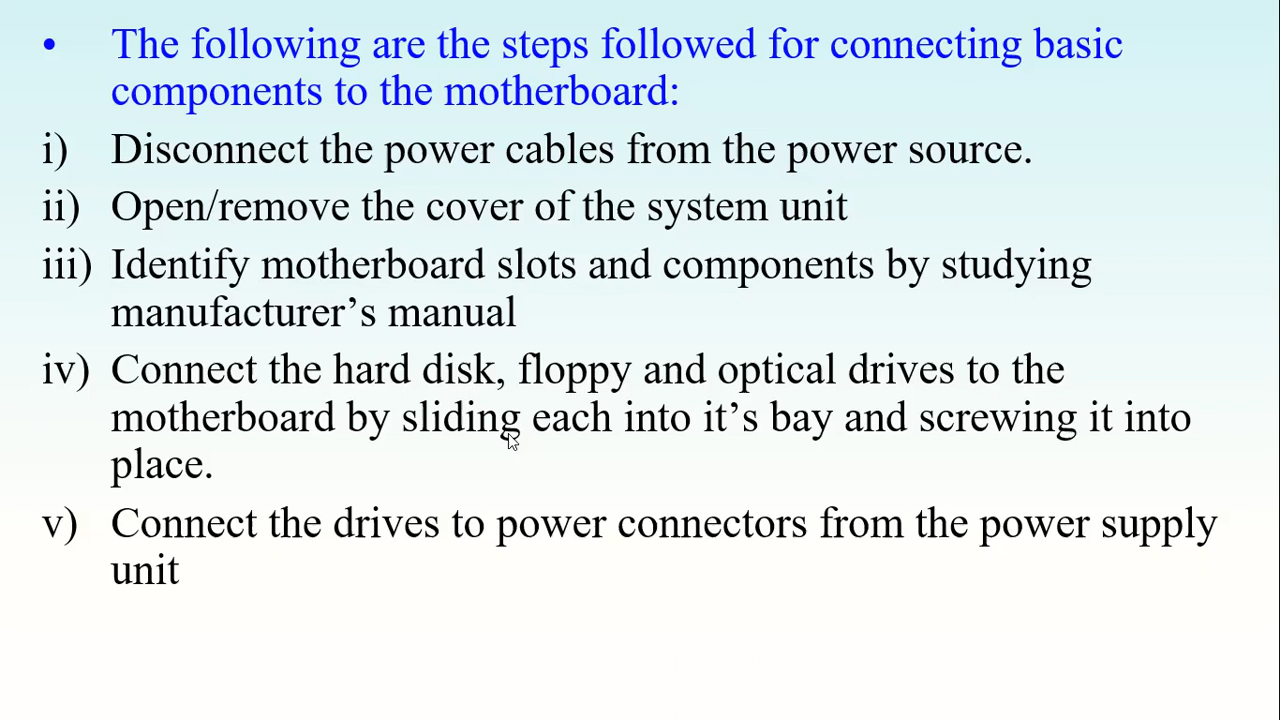 • The following are the steps followed for connecting basic
components to the motherboard:
i) Disconnect the power cables from the power source.
ii) Open/remove the cover of the system unit
iii) Identify motherboard slots and components by studying
manufacturer’s manual
iv) Connect the hard disk, floppy and optical drives to the
motherboard by sliding each into it’s bay and screwing it into
place.
v) Connect the drives to power connectors from the power supply
unit